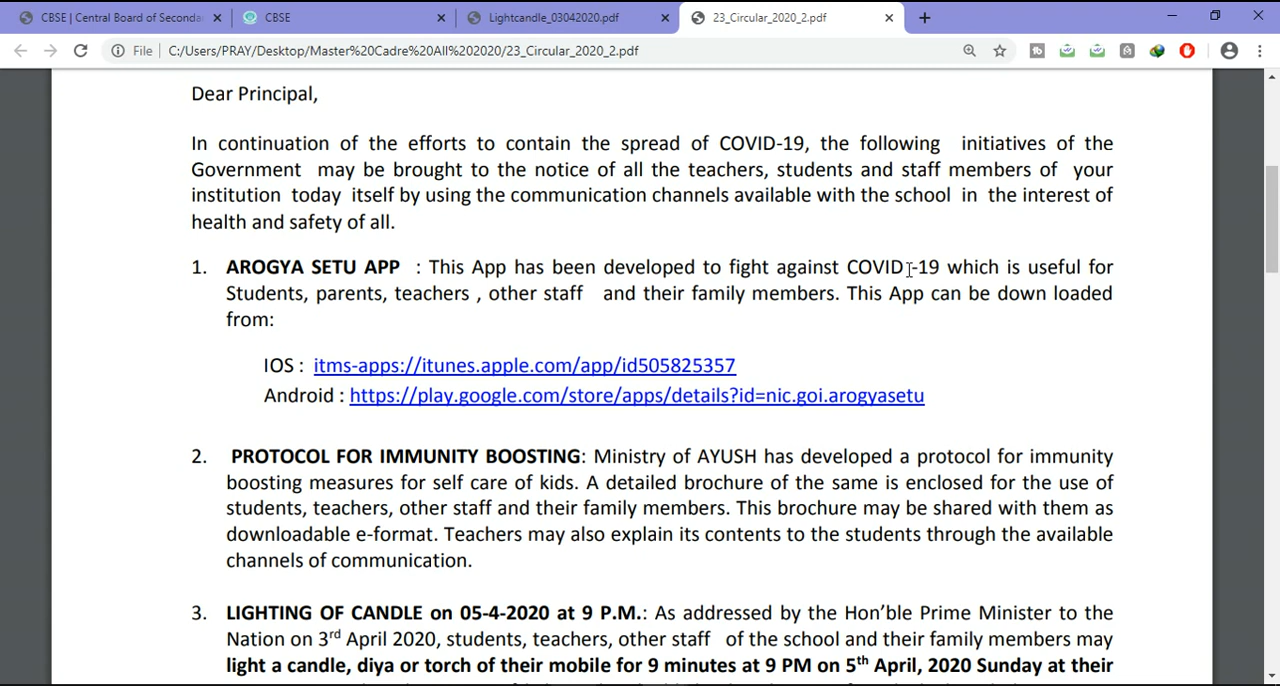 CBSE | Central Board of Seconda
CBSE
Lightcandle_03042020.pdf
23_Circular_2020_2.pdf
File | C:/Users/PRAY/Desktop/Master%20Cadre%20All%202020/23_Circular_2020_2.pdf
Dear Principal,
In continuation of the efforts to contain the spread of COVID-19, the following initiatives of the
Government may be brought to the notice of all the teachers, students and staff members of your
institution today itself by using the communication channels available with the school in the interest of
health and safety of all.
1. AROGYA SETU APP : This App has been developed to fight against COVID-19 which is useful for
Students, parents, teachers , other staff and their family members. This App can be down loaded
from:
IOS : itms-apps://itunes.apple.com/app/id505825357
Android : https://play.google.com/store/apps/details?id=nic.goi.arogyasetu
2. PROTOCOL FOR IMMUNITY BOOSTING: Ministry of AYUSH has developed a protocol for immunity
boosting measures for self care of kids. A detailed brochure of the same is enclosed for the use of
students, teachers, other staff and their family members. This brochure may be shared with them as
downloadable e-format. Teachers may also explain its contents to the students through the available
channels of communication.
3. LIGHTING OF CANDLE on 05-4-2020 at 9 P.M.: As addressed by the Hon’ble Prime Minister to the
Nation on 3rd April 2020, students, teachers, other staff of the school and their family members may
light a candle, diya or torch of their mobile for 9 minutes at 9 PM on 5th April, 2020 Sunday at their